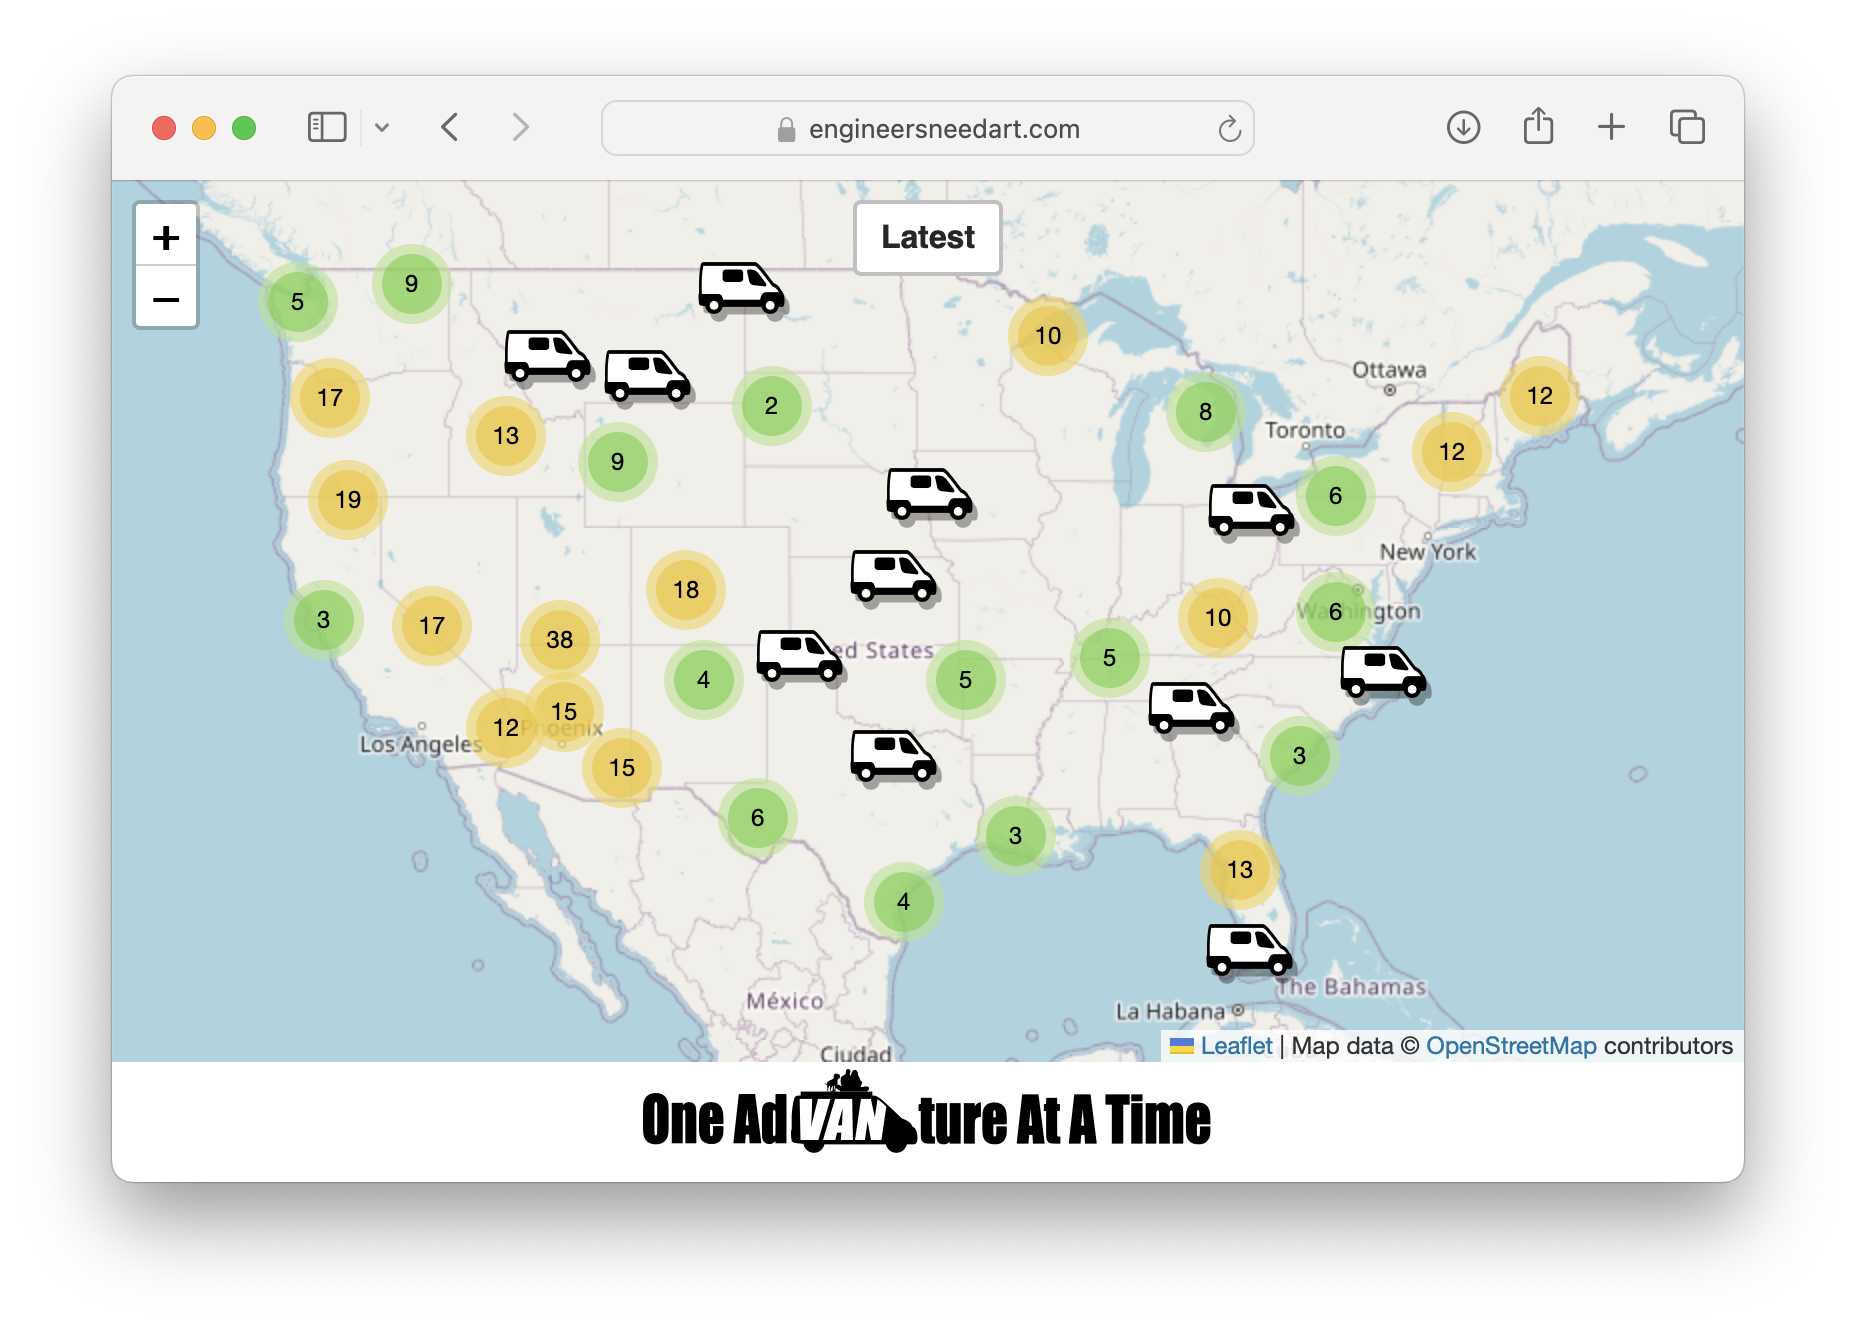 engineersneedart.com
+
Latest
−
5
9
10
Ottawa
17
12
2
8
Toronto
13
12
9
6
19
New York
18
3
17
10
6
Washington
38
ed States
5
4
5
15
12
Phoenix
Los Angeles
3
15
6
3
13
4
The Bahamas
México
La Habana
Leaflet | Map data © OpenStreetMap contributors
Ciudad
One AdVANture At A Time